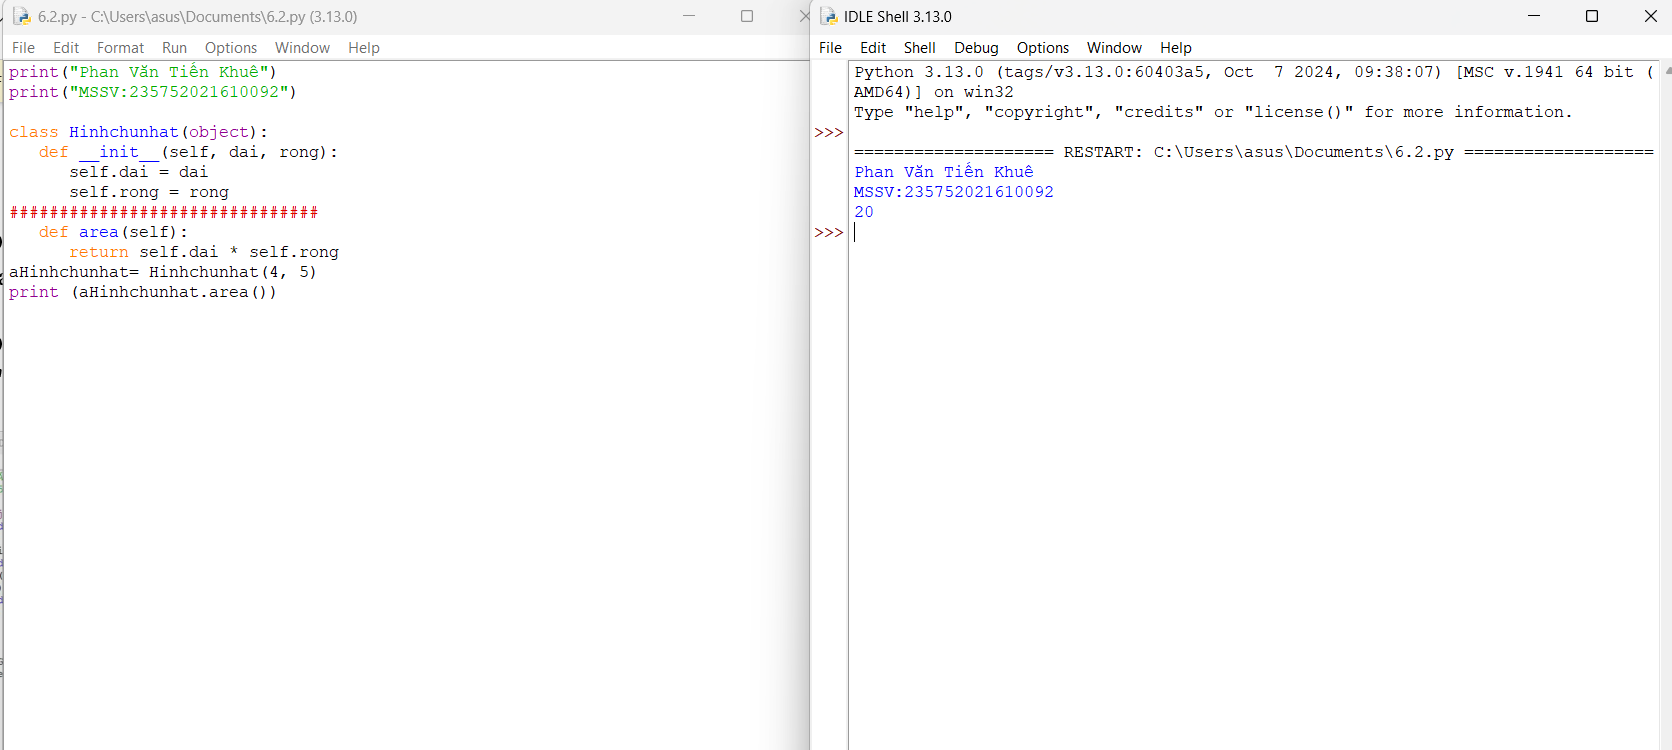 6.2.py - C:\Users\asus\Documents\6.2.py (3.13.0)
File Edit Format Run Options Window Help
print("Phan Văn Tiến Khuê")
print("MSSV:235752021610092")
class Hinhchunhat(object):
   def __init__(self, dai, rong):
      self.dai = dai
      self.rong = rong
###############################
   def area(self):
      return self.dai * self.rong
aHinhchunhat= Hinhchunhat(4, 5)
print (aHinhchunhat.area())
IDLE Shell 3.13.0
File Edit Shell Debug Options Window Help
Python 3.13.0 (tags/v3.13.0:60403a5, Oct  7 2024, 09:38:07) [MSC v.1941 64 bit (
AMD64)] on win32
Type "help", "copyright", "credits" or "license()" for more information.
>>>
==================== RESTART: C:\Users\asus\Documents\6.2.py ===================
Phan Văn Tiến Khuê
MSSV:235752021610092
20
>>>